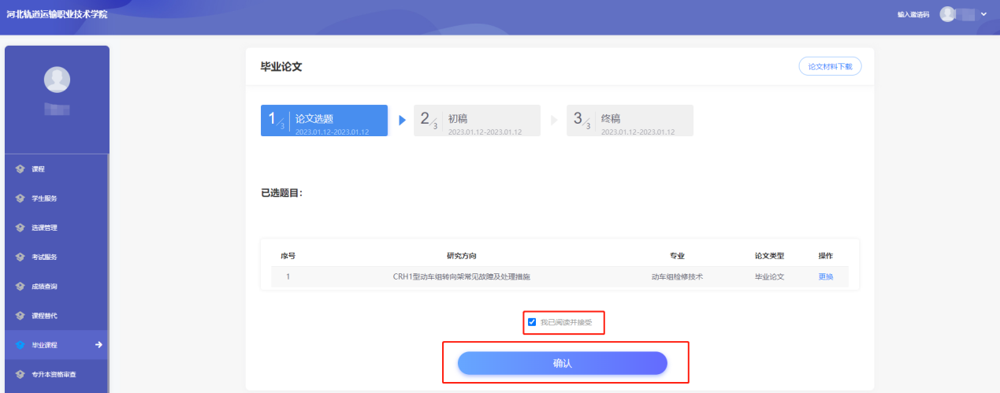 河北轨道运输职业技术学院
输入邀请码
课程
学生服务
选课管理
考试服务
成绩查询
课程替代
毕业课程
专升本资格审查
毕业论文
论文材料下载
1/3 论文选题
2023.01.12-2023.01.12
2/3 初稿
2023.01.12-2023.01.12
3/3 终稿
2023.01.12-2023.01.12
已选题目：
序号 研究方向 专业 论文类型 操作
1 CRH1型动车组转向架常见故障及处理措施 动车组检修技术 毕业论文 更换
我已阅读并接受
确认